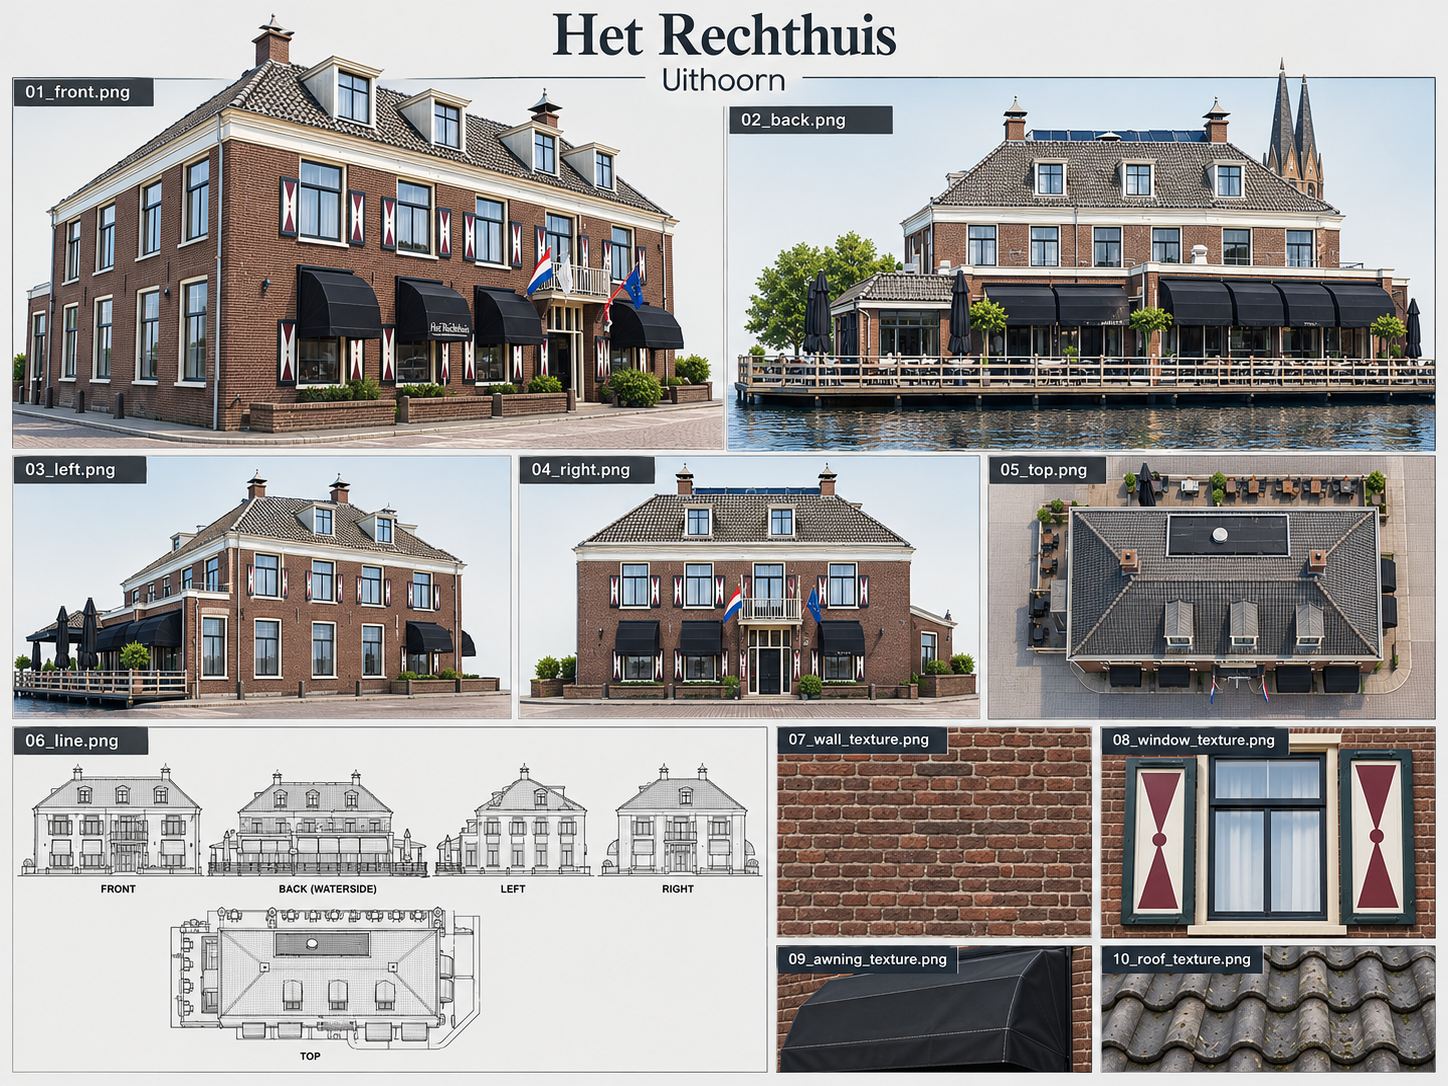 Het Rechthuis
Uithoorn
01_front.png
02_back.png
Het Rechthuis
03_left.png
04_right.png
05_top.png
06_line.png
FRONT
BACK (WATERSIDE)
LEFT
RIGHT
TOP
07_wall_texture.png
08_window_texture.png
09_awning_texture.png
10_roof_texture.png